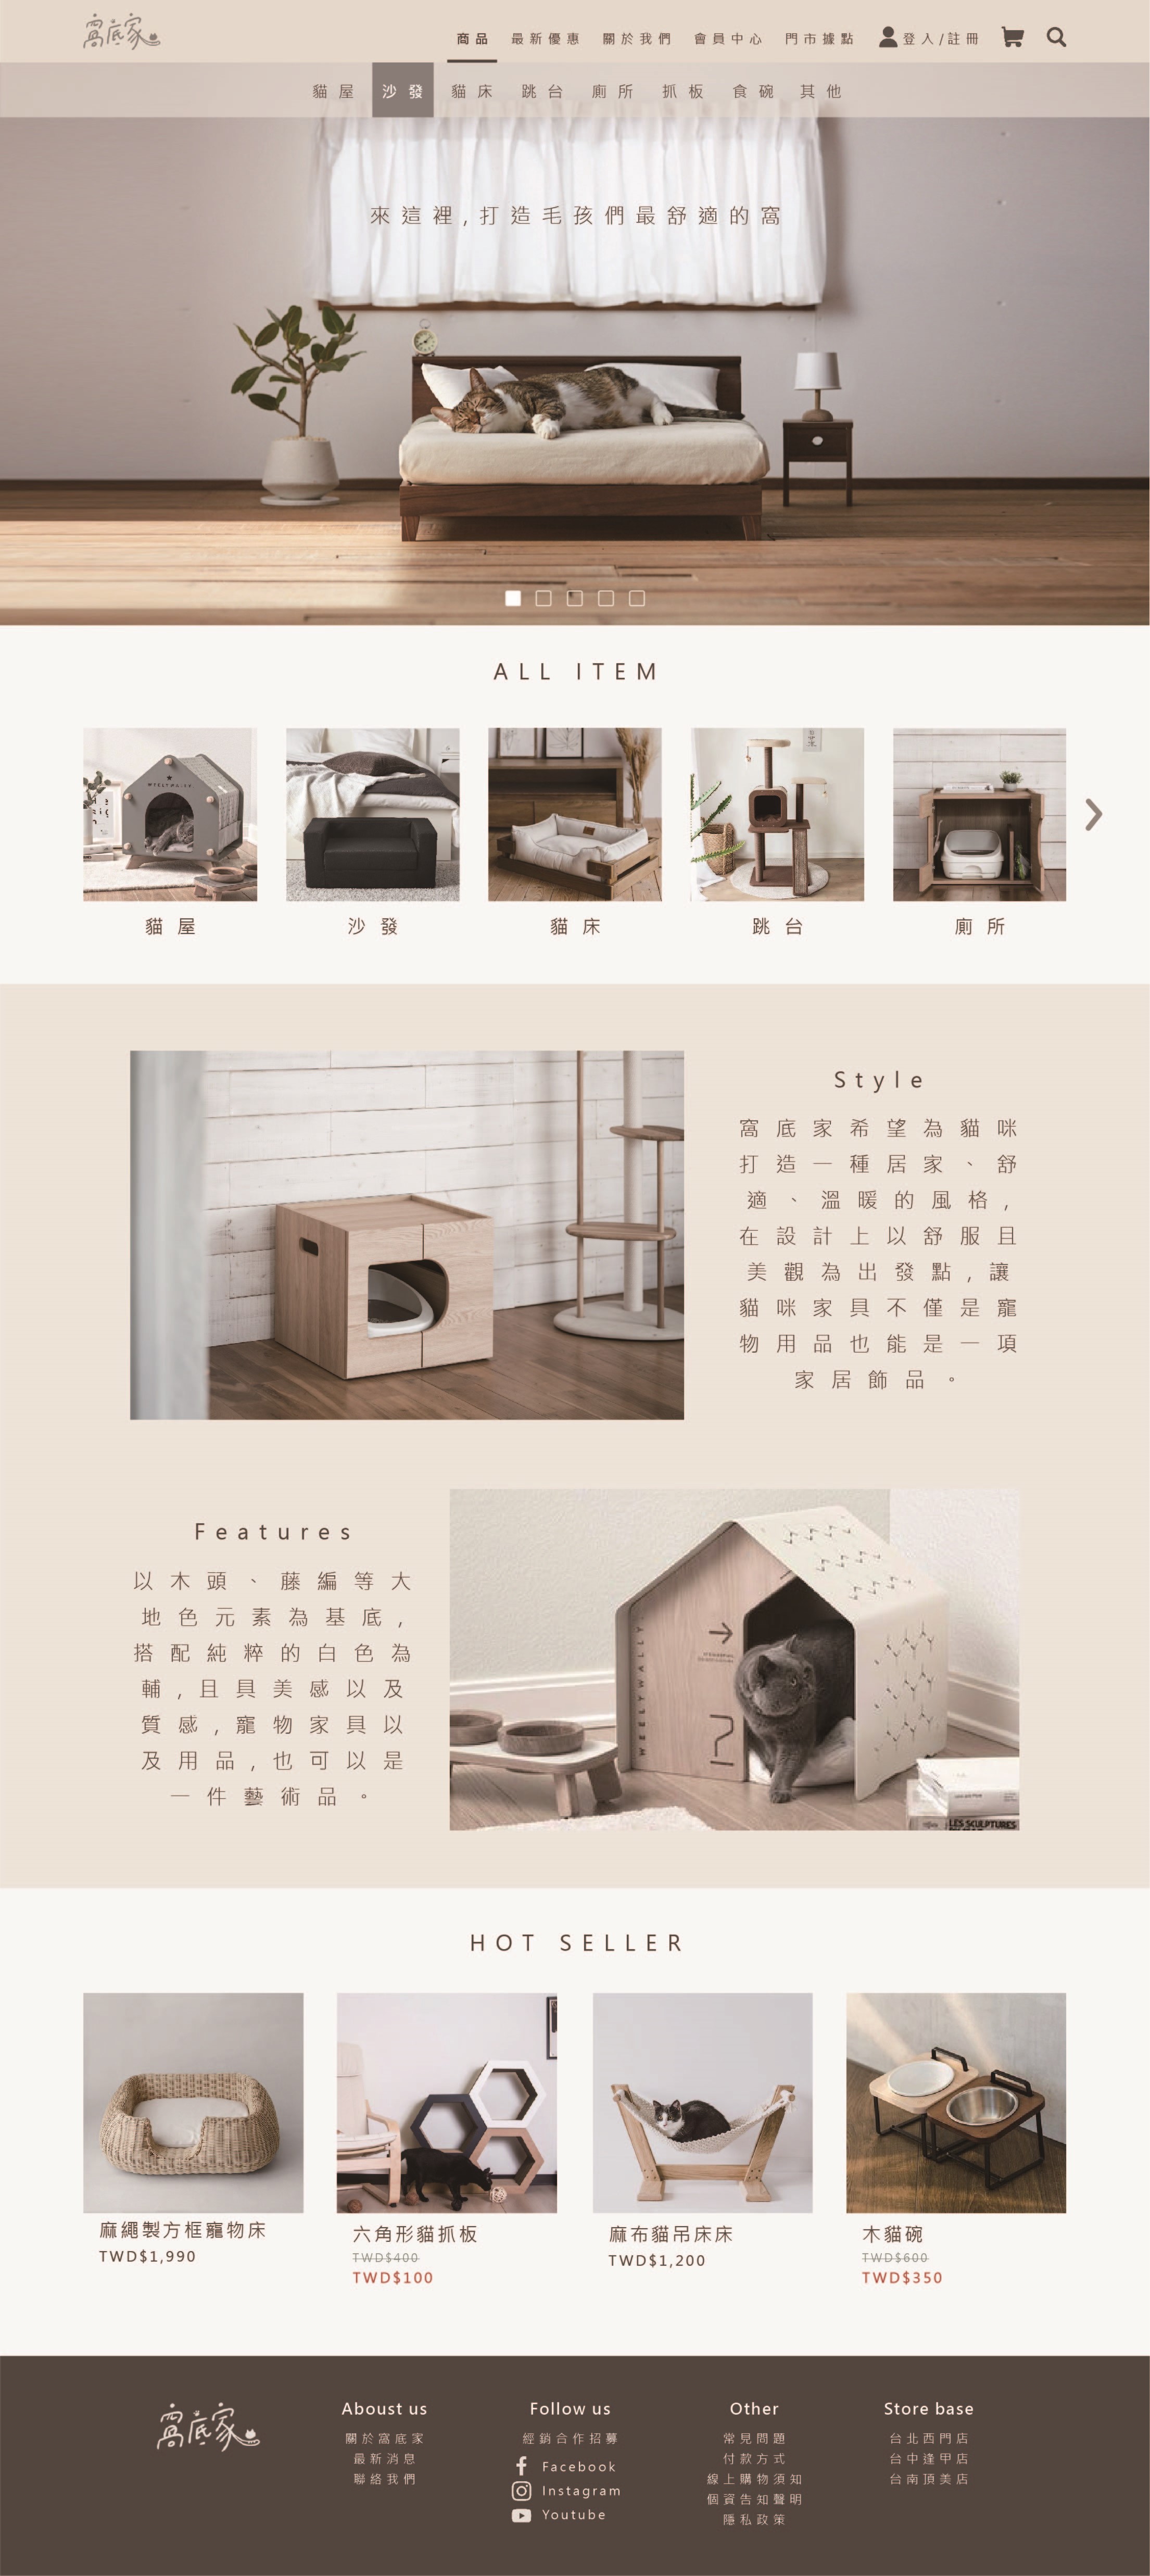 窩底家
商品 最新優惠 關於我們 會員中心 門市據點 登入/註冊
貓屋 沙發 貓床 跳台 廁所 抓板 食碗 其他
來這裡,打造毛孩們最舒適的窩
ALL ITEM
貓屋 沙發 貓床 跳台 廁所
Style
窩底家希望為貓咪
打造一種居家、舒
適、溫暖的風格,
在設計上以舒服且
美觀為出發點,讓
貓咪家具不僅是寵
物用品也能是一項
家居飾品。
Features
以木頭、藤編等大
地色元素為基底,
搭配純粹的白色為
輔,且具美感以及
質感,寵物家具以
及用品,也可以是
一件藝術品。
WEELYWALLY
LES SCULPTURES
HOT SELLER
麻繩製方框寵物床
TWD$1,990
六角形貓抓板
TWD$400
TWD$100
麻布貓吊床床
TWD$1,200
木貓碗
TWD$600
TWD$350
窩底家
Aboust us
關於窩底家
最新消息
聯絡我們
Follow us
經銷合作招募
Facebook
Instagram
Youtube
Other
常見問題
付款方式
線上購物須知
個資告知聲明
隱私政策
Store base
台北西門店
台中逢甲店
台南頂美店